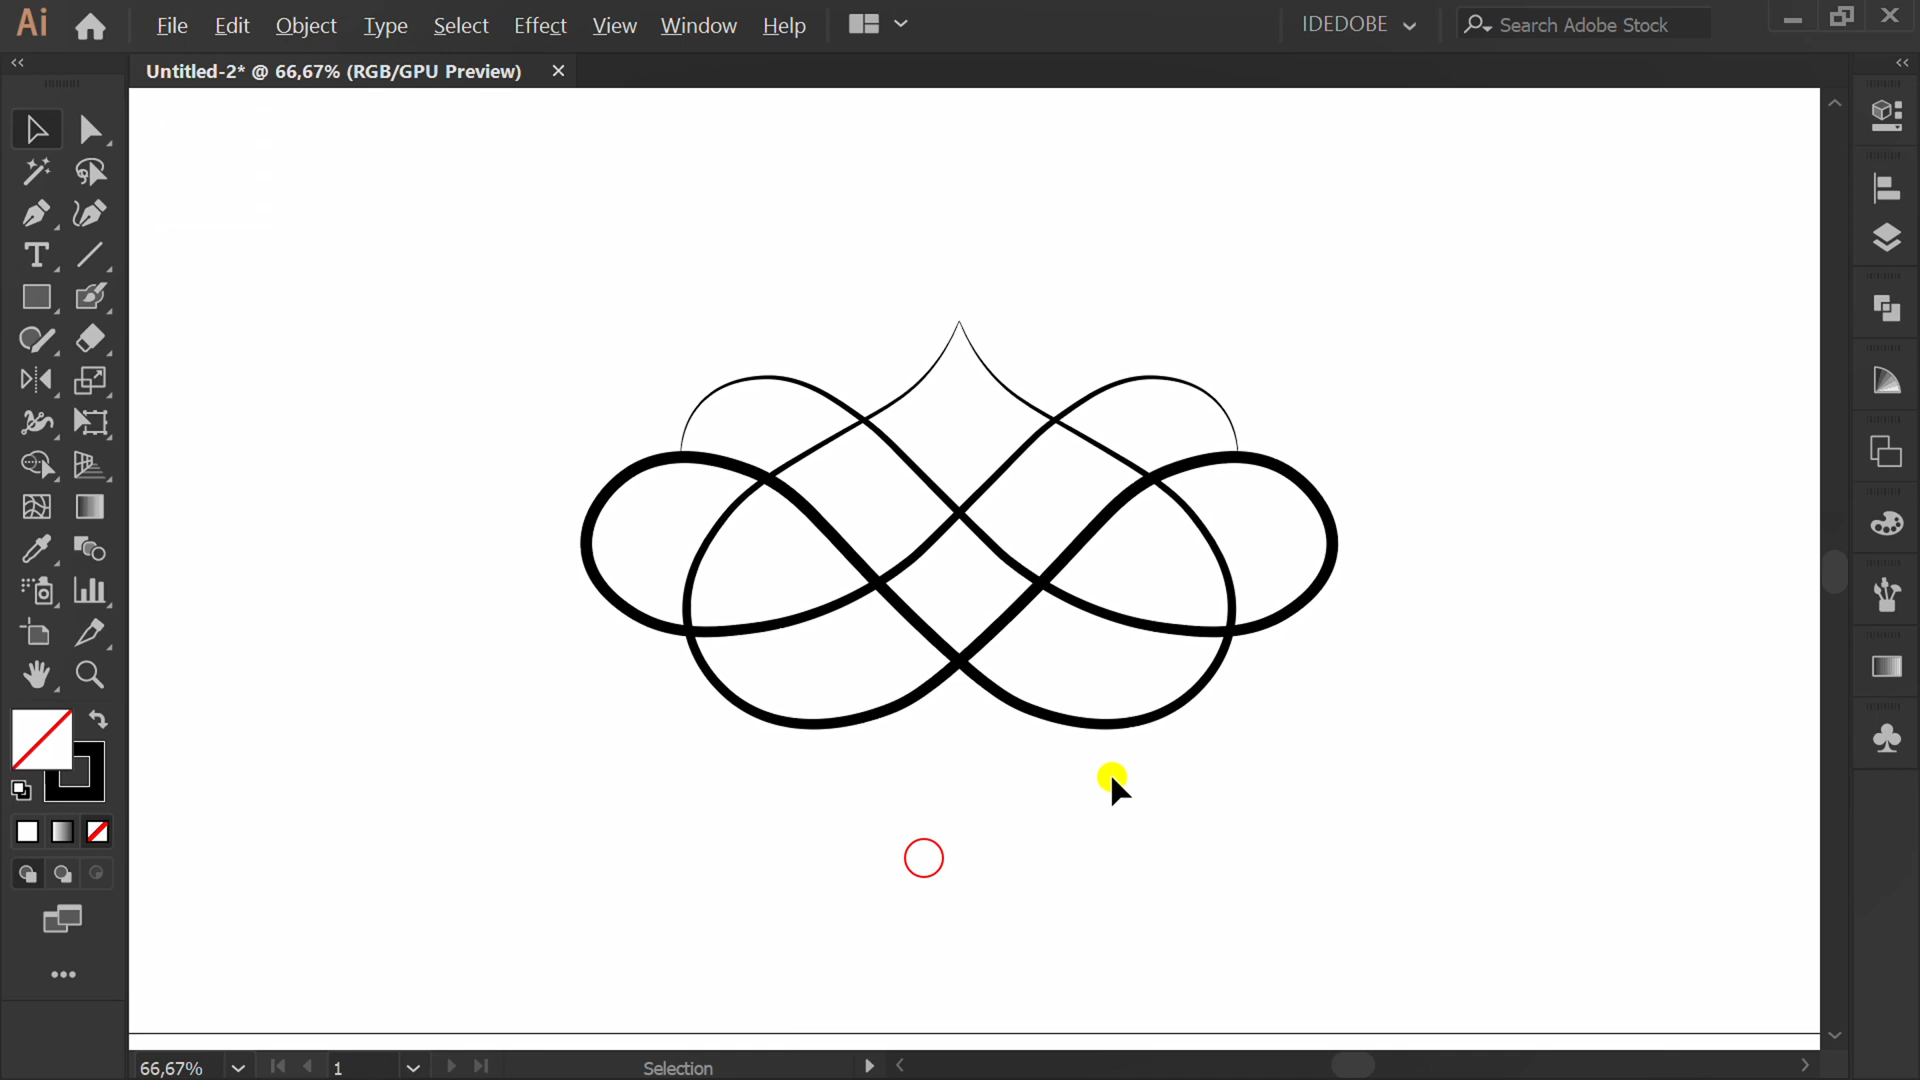 Ai File Edit Object Type Select Effect View Window Help IDEDOBE Search Adobe Stock
Untitled-2* @ 66,67% (RGB/GPU Preview)
66,67% 1 Selection